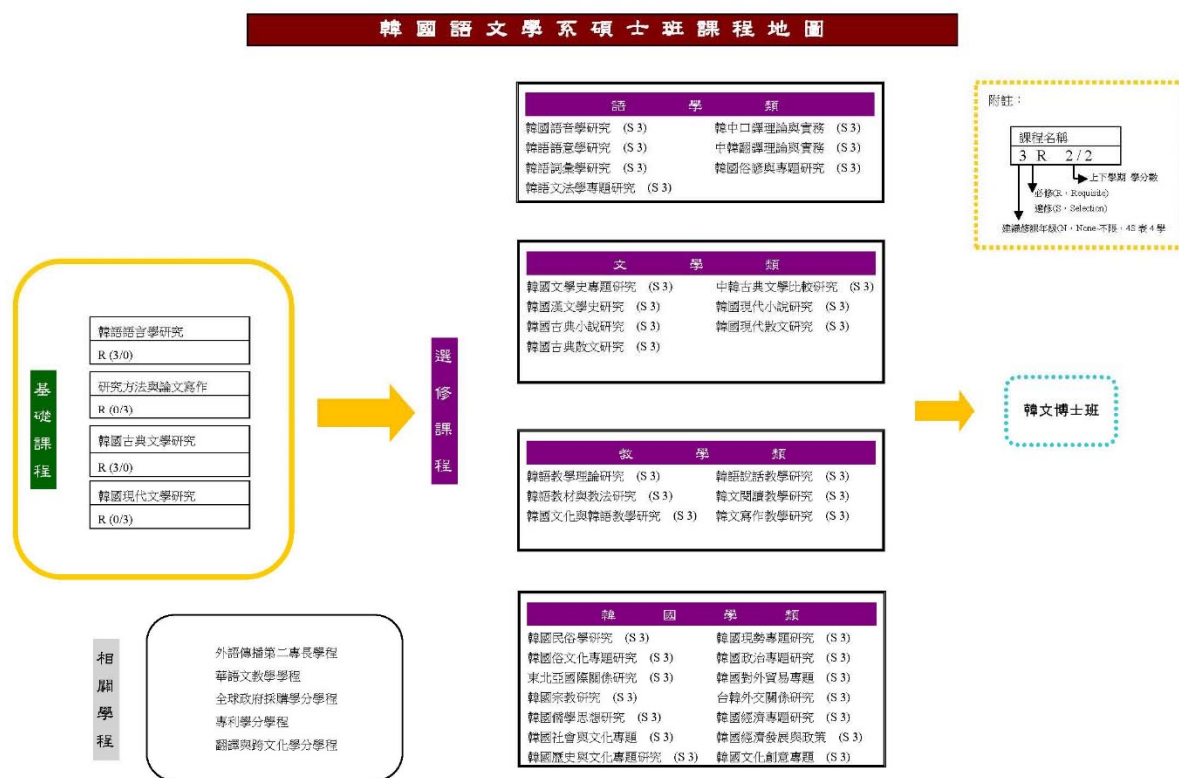 韓國語文學系碩士班課程地圖
語學類
韓國語音學研究 (S 3) 韓中口譯理論與實務 (S 3)
韓語語意學研究 (S 3) 中韓翻譯理論與實務 (S 3)
韓語詞彙學研究 (S 3) 韓國俗諺與專題研究 (S 3)
韓語文法學專題研究 (S 3)
附註：
課程名稱
3 R 2/2
上下學期 學分數
必修(R，Requisite)
選修(S，Selection)
建議修課年級(N，None-不限，4S 表 4 學
文學類
韓國文學史專題研究 (S 3) 中韓古典文學比較研究 (S 3)
韓國漢文學史研究 (S 3) 韓國現代小說研究 (S 3)
韓國古典小說研究 (S 3) 韓國現代散文研究 (S 3)
韓國古典散文研究 (S 3)
基礎課程
韓語語言學研究
R (3/0)
研究方法與論文寫作
R (0/3)
韓國古典文學研究
R (3/0)
韓國現代文學研究
R (0/3)
選修課程
韓文博士班
教學類
韓語教學理論研究 (S 3) 韓語說話教學研究 (S 3)
韓語教材與教法研究 (S 3) 韓文閱讀教學研究 (S 3)
韓國文化與韓語教學研究 (S 3) 韓文寫作教學研究 (S 3)
韓國學類
韓國民俗學研究 (S 3) 韓國現勢專題研究 (S 3)
韓國俗文化專題研究 (S 3) 韓國政治專題研究 (S 3)
東北亞國際關係研究 (S 3) 韓國對外貿易專題 (S 3)
韓國宗教研究 (S 3) 台韓外交關係研究 (S 3)
韓國儒學思想研究 (S 3) 韓國經濟專題研究 (S 3)
韓國社會與文化專題 (S 3) 韓國經濟發展與政策 (S 3)
韓國歷史與文化專題研究 (S 3) 韓國文化創意專題 (S 3)
相關學程
外語傳播第二專長學程
華語文教學學程
全球政府採購學分學程
專利學分學程
翻譯與跨文化學分學程